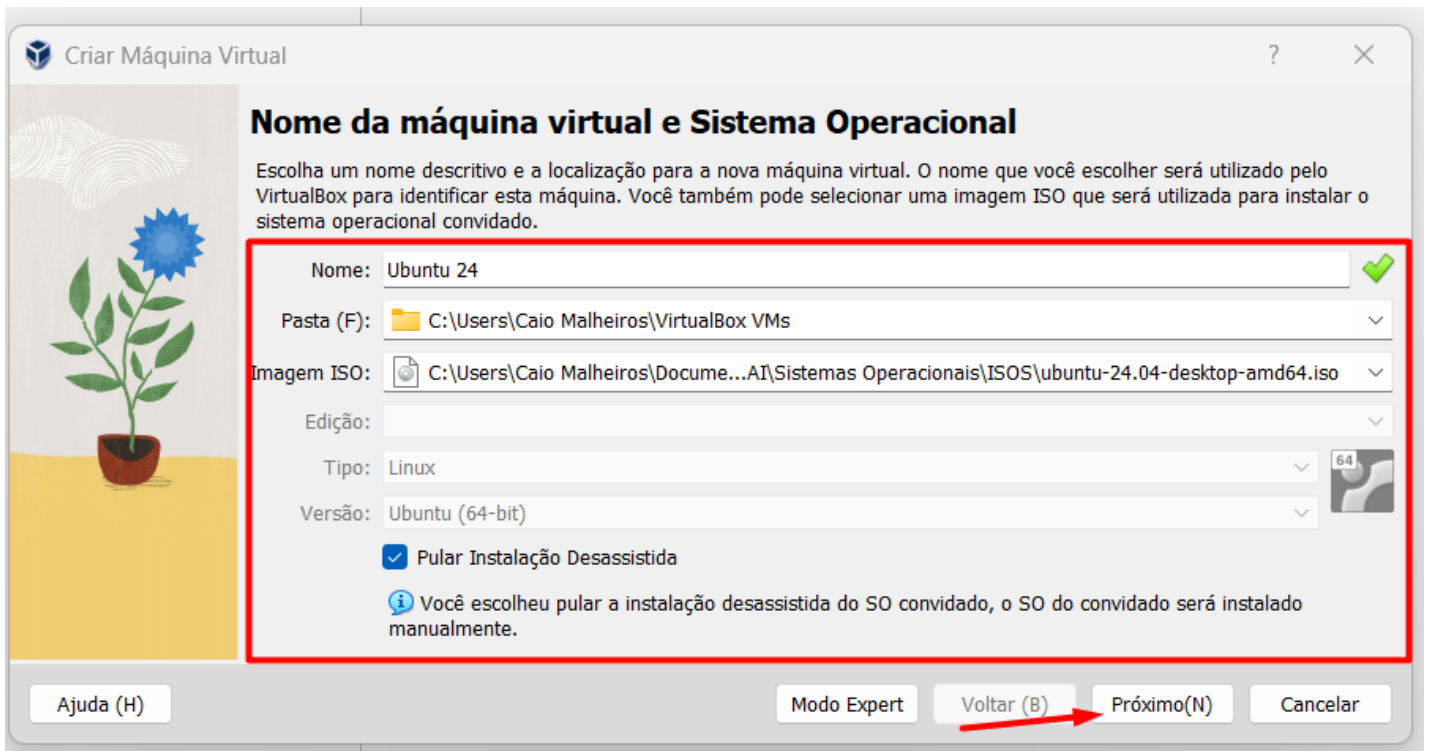 Criar Máquina Virtual
?
Nome da máquina virtual e Sistema Operacional
Escolha um nome descritivo e a localização para a nova máquina virtual. O nome que você escolher será utilizado pelo
VirtualBox para identificar esta máquina. Você também pode selecionar uma imagem ISO que será utilizada para instalar o
sistema operacional convidado.
Nome: Ubuntu 24
Pasta (F): C:\Users\Caio Malheiros\VirtualBox VMs
Imagem ISO: C:\Users\Caio Malheiros\Docume...AI\Sistemas Operacionais\ISOS\ubuntu-24.04-desktop-amd64.iso
Edição:
Tipo: Linux
64
Versão: Ubuntu (64-bit)
Pular Instalação Desassistida
Você escolheu pular a instalação desassistida do SO convidado, o SO do convidado será instalado
manualmente.
Ajuda (H) Modo Expert Voltar (B) Próximo(N) Cancelar